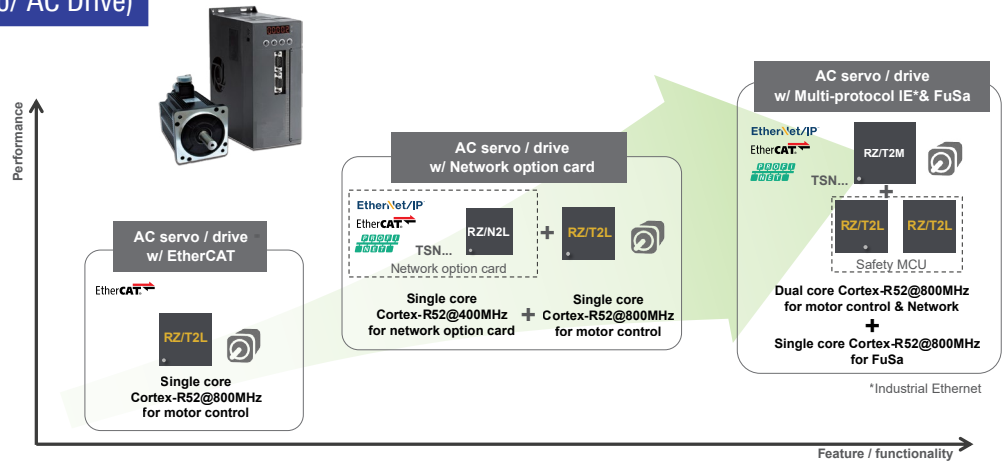 o/ AC Drive)
Performance
AC servo / drive
w/ EtherCAT
EtherCAT
RZ/T2L
Single core
Cortex-R52@800MHz
for motor control
AC servo / drive
w/ Network option card
EtherNet/IP
EtherCAT
PROFI
NET
TSN...
RZ/N2L
Network option card
+
RZ/T2L
Single core
Cortex-R52@400MHz
for network option card
+
Single core
Cortex-R52@800MHz
for motor control
AC servo / drive
w/ Multi-protocol IE*& FuSa
EtherNet/IP
EtherCAT
PROFI
NET
TSN...
RZ/T2M
+
RZ/T2L
RZ/T2L
Safety MCU
Dual core Cortex-R52@800MHz
for motor control & Network
+
Single core Cortex-R52@800MHz
for FuSa
*Industrial Ethernet
Feature / functionality